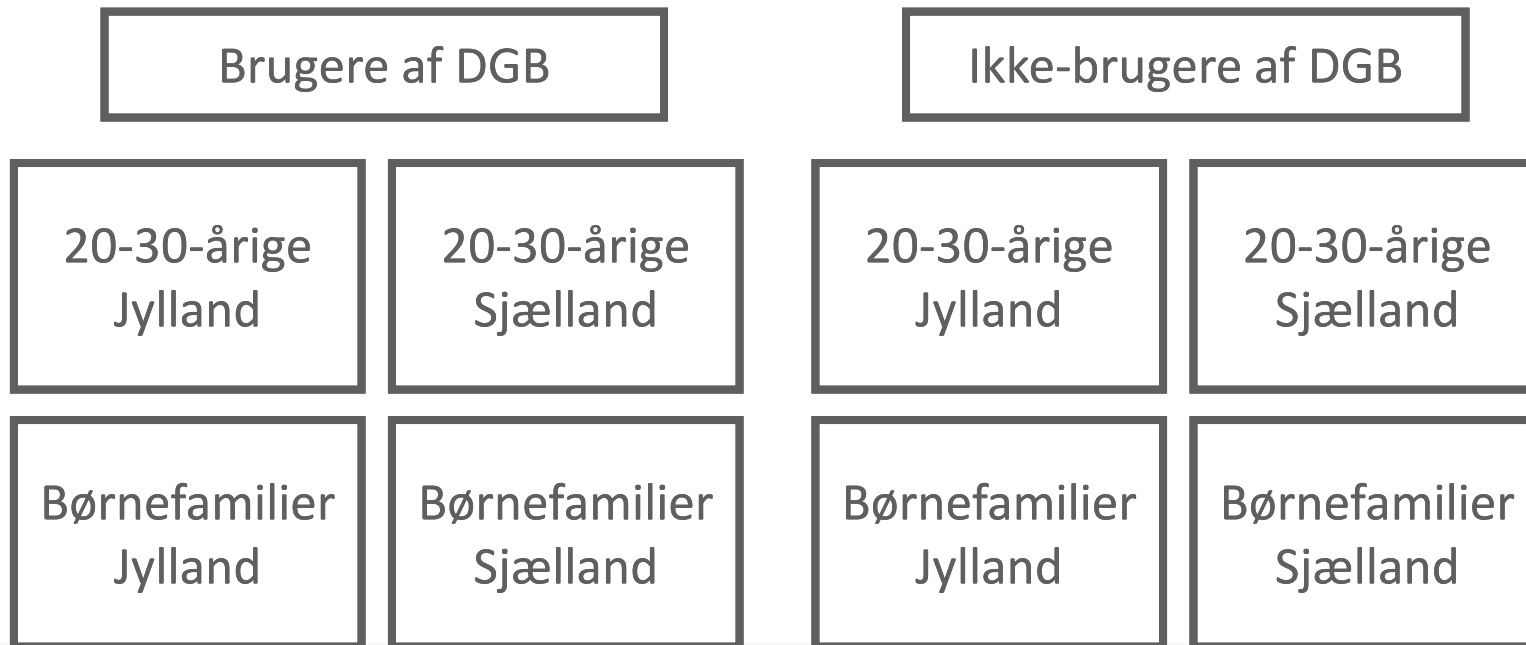 Brugere af DGB
Ikke-brugere af DGB
20-30-årige
Jylland
20-30-årige
Sjælland
20-30-årige
Jylland
20-30-årige
Sjælland
Børnefamilier
Jylland
Børnefamilier
Sjælland
Børnefamilier
Jylland
Børnefamilier
Sjælland